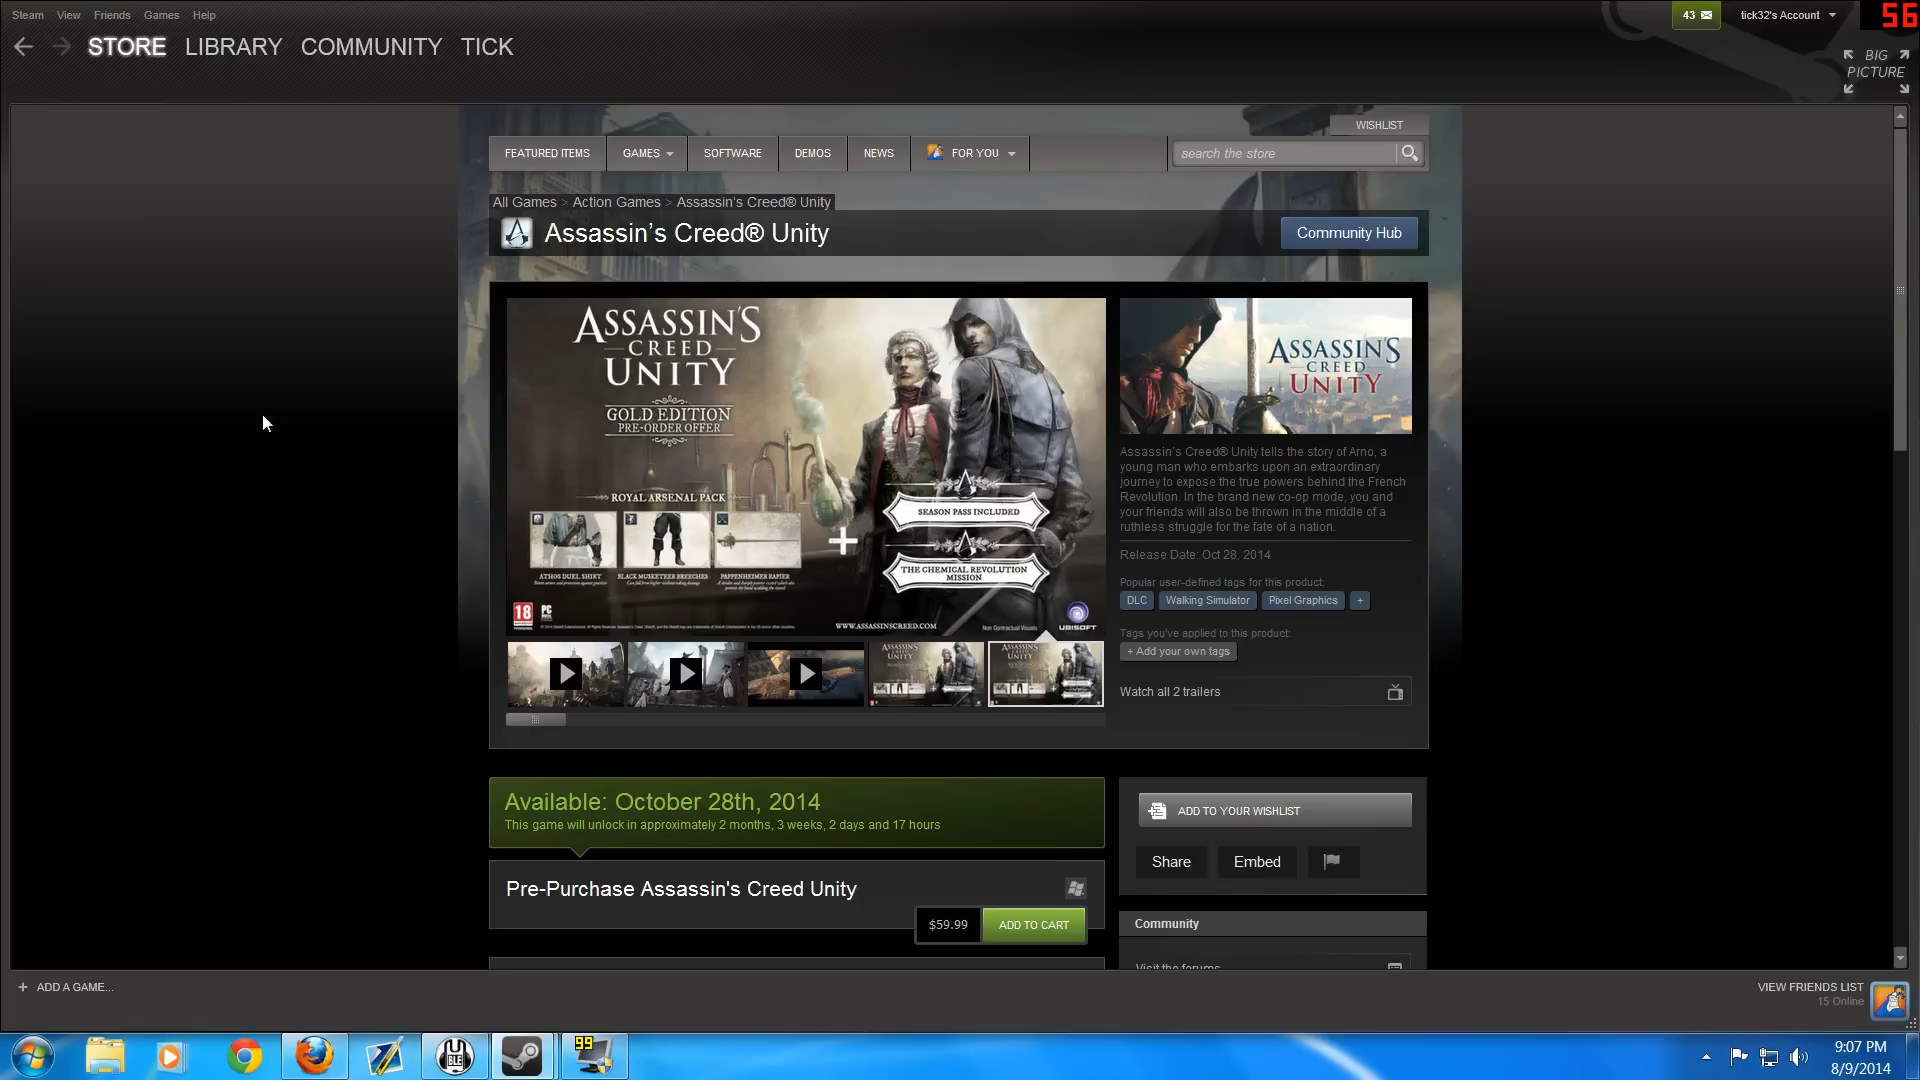 Steam View Friends Games Help
43
tick32's Account
56
STORE LIBRARY COMMUNITY TICK
BIG
PICTURE
WISHLIST
FEATURED ITEMS GAMES SOFTWARE DEMOS NEWS FOR YOU
search the store
All Games > Action Games > Assassin's Creed® Unity
Assassin's Creed® Unity
Community Hub
ASSASSIN'S
CREED
UNITY
GOLD EDITION
PRE-ORDER OFFER
ROYAL ARSENAL PACK
ATHOS DUEL SHIRT
BLACK MUSKETEER BREECHES
PAPPENHEIMER RAPIER
+
SEASON PASS INCLUDED
THE CHEMICAL REVOLUTION
MISSION
18
PC
WWW.ASSASSINSCREED.COM
Non Contractual Visuals
UBISOFT
ASSASSIN'S
CREED
UNITY
Assassin's Creed® Unity tells the story of Arno, a
young man who embarks upon an extraordinary
journey to expose the true powers behind the French
Revolution. In the brand new co-op mode, you and
your friends will also be thrown in the middle of a
ruthless struggle for the fate of a nation.
Release Date: Oct 28, 2014
Popular user-defined tags for this product:
DLC Walking Simulator Pixel Graphics +
Tags you've applied to this product:
+ Add your own tags
Watch all 2 trailers
Available: October 28th, 2014
This game will unlock in approximately 2 months, 3 weeks, 2 days and 17 hours
Pre-Purchase Assassin's Creed Unity
$59.99 ADD TO CART
ADD TO YOUR WISHLIST
Share Embed
Community
Visit the forums
+ ADD A GAME...
VIEW FRIENDS LIST
15 Online
BLE
99
9:07 PM
8/9/2014